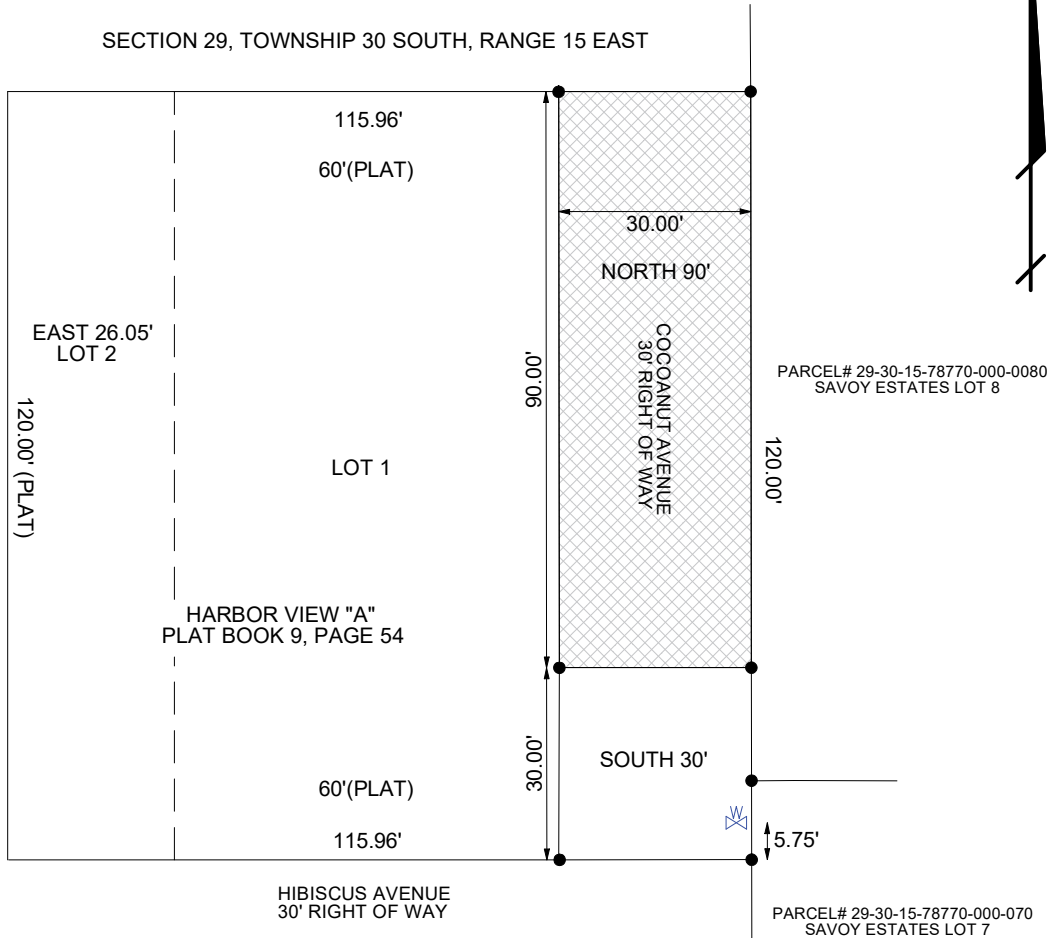 SECTION 29, TOWNSHIP 30 SOUTH, RANGE 15 EAST
115.96'
60'(PLAT)
30.00'
NORTH 90'
EAST 26.05'
LOT 2
COCOANUT AVENUE
30' RIGHT OF WAY
90.00'
PARCEL# 29-30-15-78770-000-0080
SAVOY ESTATES LOT 8
120.00' (PLAT)
LOT 1
120.00'
HARBOR VIEW "A"
PLAT BOOK 9, PAGE 54
30.00'
SOUTH 30'
60'(PLAT)
W
115.96'
5.75'
HIBISCUS AVENUE
30' RIGHT OF WAY
PARCEL# 29-30-15-78770-000-070
SAVOY ESTATES LOT 7